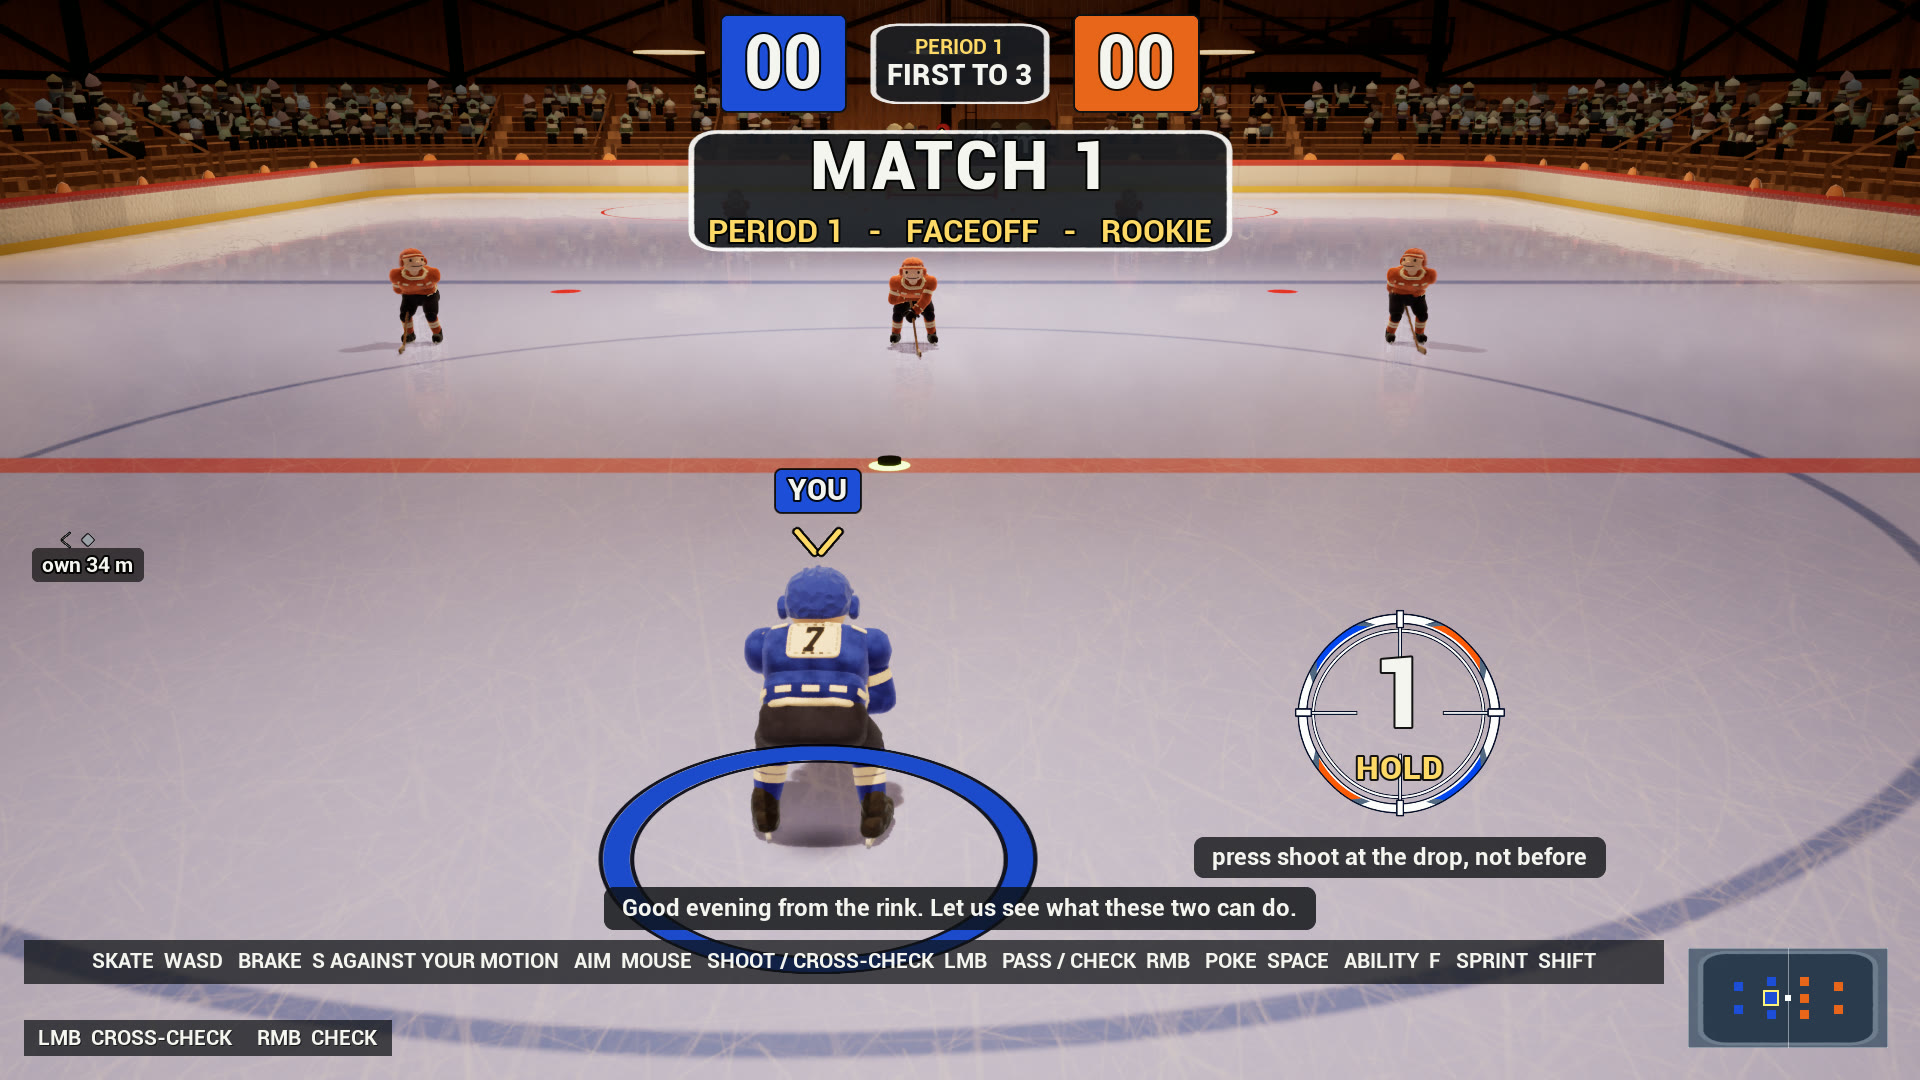 00
PERIOD 1
FIRST TO 3
00
MATCH 1
PERIOD 1 - FACEOFF - ROOKIE
YOU
own 34 m
7
1
HOLD
press shoot at the drop, not before
Good evening from the rink. Let us see what these two can do.
SKATE WASD BRAKE S AGAINST YOUR MOTION AIM MOUSE SHOOT / CROSS-CHECK LMB PASS / CHECK RMB POKE SPACE ABILITY F SPRINT SHIFT
LMB CROSS-CHECK RMB CHECK